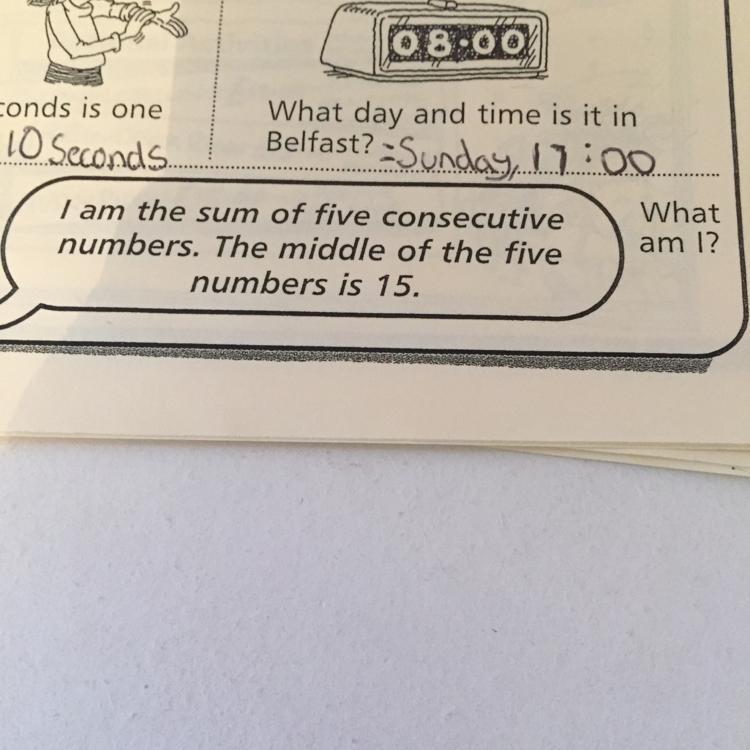 08:00
conds is one
10 Seconds
What day and time is it in
Belfast? =Sunday, 17:00
I am the sum of five consecutive
numbers. The middle of the five
numbers is 15.
What
am I?